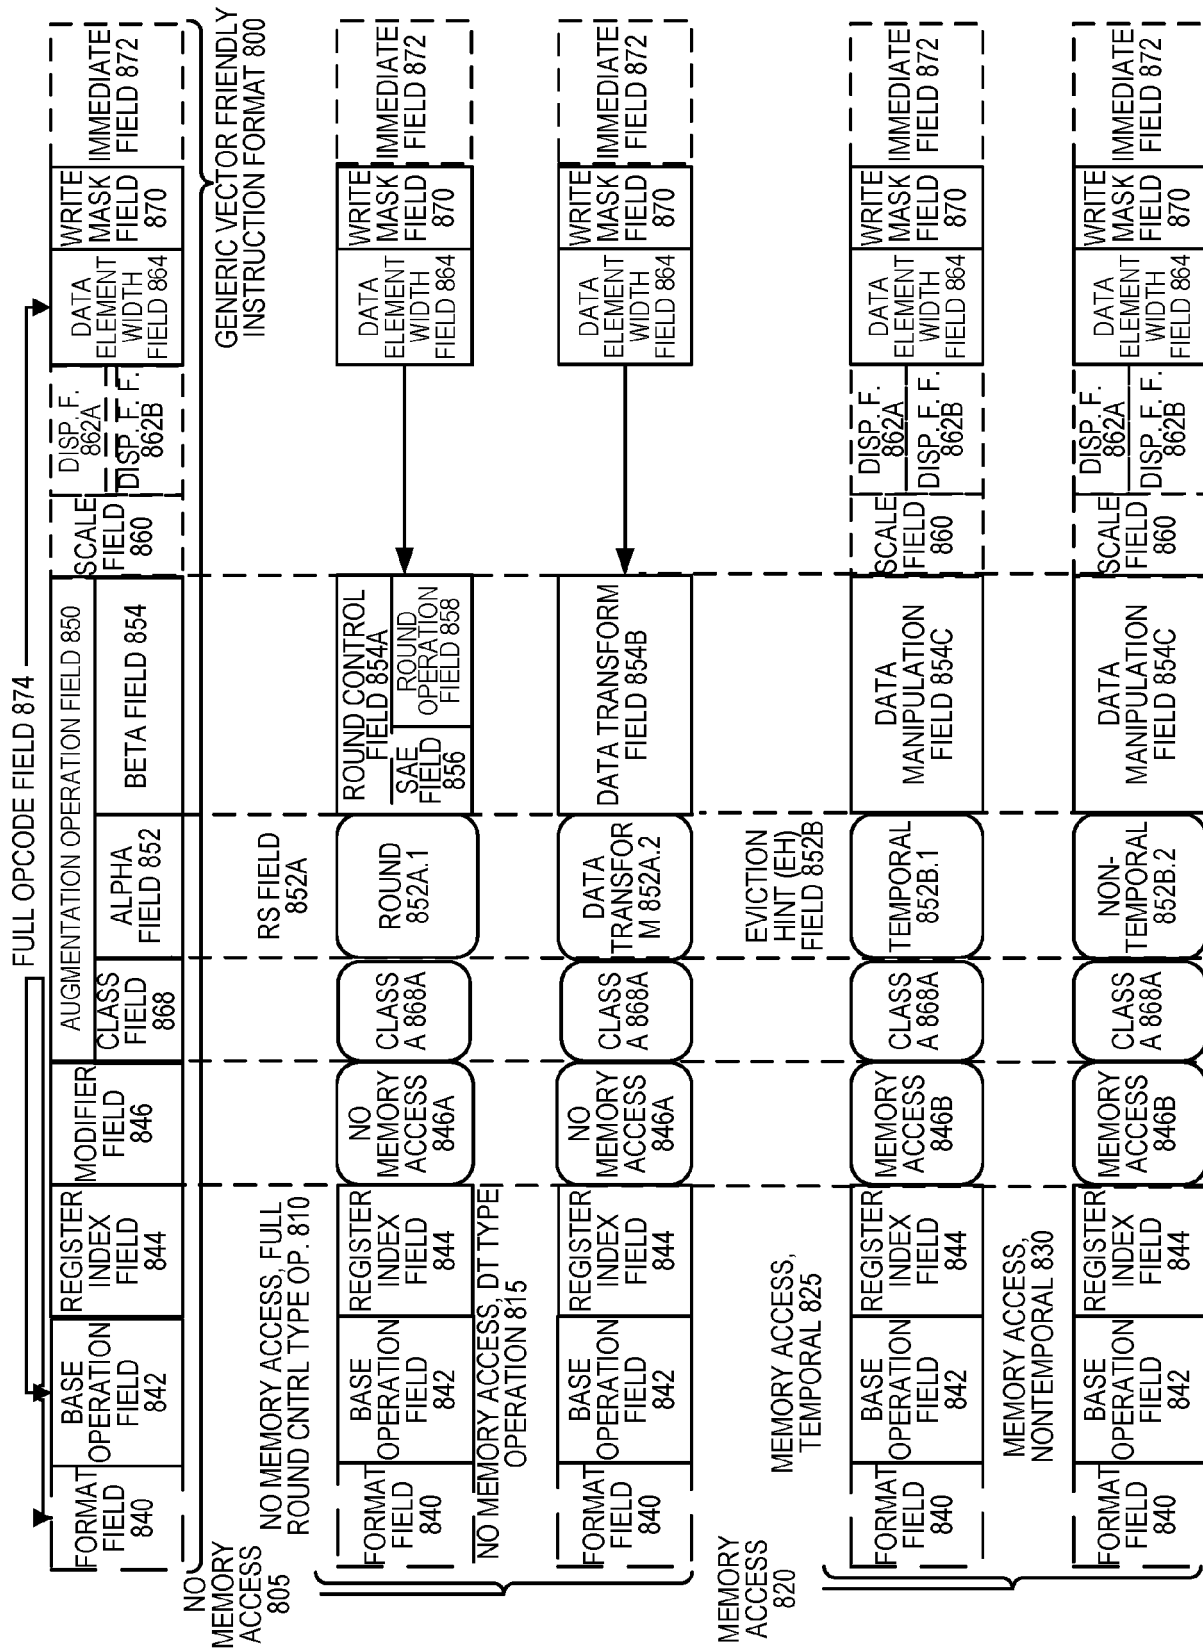 FULL OPCODE FIELD 874
FORMAT
FIELD
840
BASE
OPERATION
FIELD
842
REGISTER
INDEX
FIELD
844
MODIFIER
FIELD
846
AUGMENTATION OPERATION FIELD 850
CLASS
FIELD
868
ALPHA
FIELD 852
BETA FIELD 854
SCALE
FIELD
860
DISP. F.
862A
DISP. F. F.
862B
DATA
ELEMENT
WIDTH
FIELD 864
WRITE
MASK
FIELD
870
IMMEDIATE
FIELD 872
GENERIC VECTOR FRIENDLY
INSTRUCTION FORMAT 800
NO
MEMORY
ACCESS
805
NO MEMORY ACCESS, FULL
ROUND CNTRL TYPE OP. 810
RS FIELD
852A
FORMAT
FIELD
840
BASE
OPERATION
FIELD
842
REGISTER
INDEX
FIELD
844
NO
MEMORY
ACCESS
846A
CLASS
A 868A
ROUND
852A.1
ROUND CONTROL
FIELD 854A
SAE
FIELD
856
ROUND
OPERATION
FIELD 858
DATA
ELEMENT
WIDTH
FIELD 864
WRITE
MASK
FIELD
870
IMMEDIATE
FIELD 872
NO MEMORY ACCESS, DT TYPE
OPERATION 815
FORMAT
FIELD
840
BASE
OPERATION
FIELD
842
REGISTER
INDEX
FIELD
844
NO
MEMORY
ACCESS
846A
CLASS
A 868A
DATA
TRANSFOR
M 852A.2
DATA TRANSFORM
FIELD 854B
DATA
ELEMENT
WIDTH
FIELD 864
WRITE
MASK
FIELD
870
IMMEDIATE
FIELD 872
MEMORY
ACCESS
820
MEMORY ACCESS,
TEMPORAL 825
EVICTION
HINT (EH)
FIELD 852B
FORMAT
FIELD
840
BASE
OPERATION
FIELD
842
REGISTER
INDEX
FIELD
844
MEMORY
ACCESS
846B
CLASS
A 868A
TEMPORAL
852B.1
DATA
MANIPULATION
FIELD 854C
SCALE
FIELD
860
DISP. F.
862A
DISP. F. F.
862B
DATA
ELEMENT
WIDTH
FIELD 864
WRITE
MASK
FIELD
870
IMMEDIATE
FIELD 872
MEMORY ACCESS,
NONTEMPORAL 830
FORMAT
FIELD
840
BASE
OPERATION
FIELD
842
REGISTER
INDEX
FIELD
844
MEMORY
ACCESS
846B
CLASS
A 868A
NON-
TEMPORAL
852B.2
DATA
MANIPULATION
FIELD 854C
SCALE
FIELD
860
DISP. F.
862A
DISP. F. F.
862B
DATA
ELEMENT
WIDTH
FIELD 864
WRITE
MASK
FIELD
870
IMMEDIATE
FIELD 872